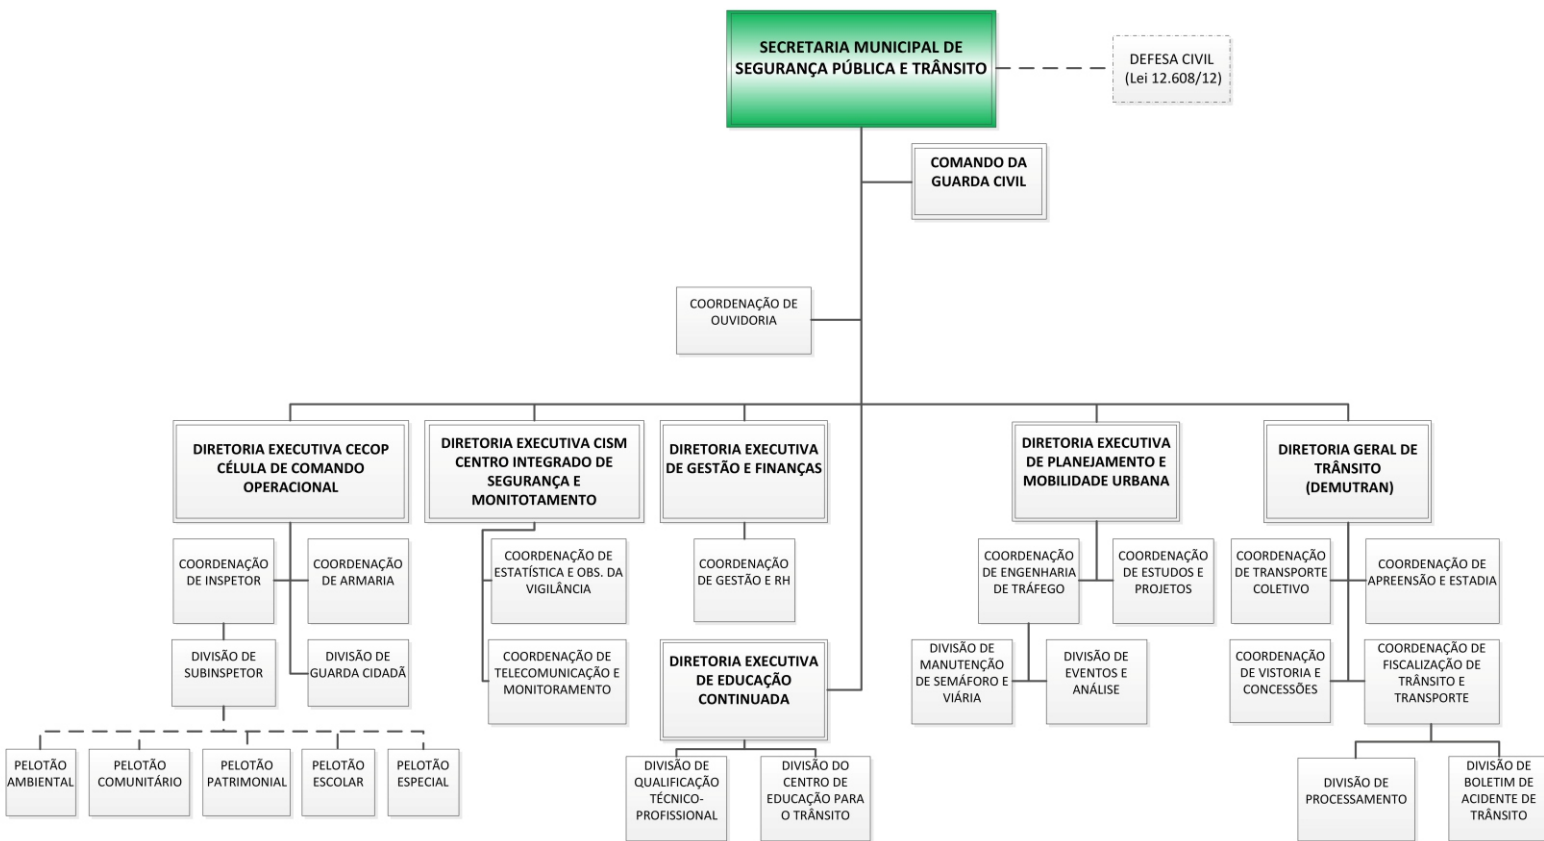 SECRETARIA MUNICIPAL DE
SEGURANÇA PÚBLICA E TRÂNSITO
DEFESA CIVIL
(Lei 12.608/12)
COMANDO DA
GUARDA CIVIL
COORDENAÇÃO DE
OUVIDORIA
DIRETORIA EXECUTIVA CECOP
CÉLULA DE COMANDO
OPERACIONAL
DIRETORIA EXECUTIVA CISM
CENTRO INTEGRADO DE
SEGURANÇA E
MONITOTAMENTO
DIRETORIA EXECUTIVA
DE GESTÃO E FINANÇAS
DIRETORIA EXECUTIVA
DE PLANEJAMENTO E
MOBILIDADE URBANA
DIRETORIA GERAL DE
TRÂNSITO
(DEMUTRAN)
COORDENAÇÃO
DE INSPETOR
COORDENAÇÃO
DE ARMARIA
COORDENAÇÃO DE
ESTATÍSTICA E OBS. DA
VIGILÂNCIA
COORDENAÇÃO
DE GESTÃO E RH
COORDENAÇÃO
DE ENGENHARIA
DE TRÁFEGO
COORDENAÇÃO
DE ESTUDOS E
PROJETOS
COORDENAÇÃO
DE TRANSPORTE
COLETIVO
COORDENAÇÃO DE
APREENSÃO E ESTADIA
DIVISÃO DE
SUBINSPETOR
DIVISÃO DE
GUARDA CIDADÃ
COORDENAÇÃO DE
TELECOMUNICAÇÃO E
MONITORAMENTO
DIRETORIA EXECUTIVA
DE EDUCAÇÃO
CONTINUADA
DIVISÃO DE
MANUTENÇÃO
DE SEMÁFORO E
VIÁRIA
DIVISÃO DE
EVENTOS E
ANÁLISE
COORDENAÇÃO
DE VISTORIA E
CONCESSÕES
COORDENAÇÃO DE
FISCALIZAÇÃO DE
TRÂNSITO E
TRANSPORTE
PELOTÃO
AMBIENTAL
PELOTÃO
COMUNITÁRIO
PELOTÃO
PATRIMONIAL
PELOTÃO
ESCOLAR
PELOTÃO
ESPECIAL
DIVISÃO DE
QUALIFICAÇÃO
TÉCNICO-
PROFISSIONAL
DIVISÃO DO
CENTRO DE
EDUCAÇÃO PARA
O TRÂNSITO
DIVISÃO DE
PROCESSAMENTO
DIVISÃO DE
BOLETIM DE
ACIDENTE DE
TRÂNSITO